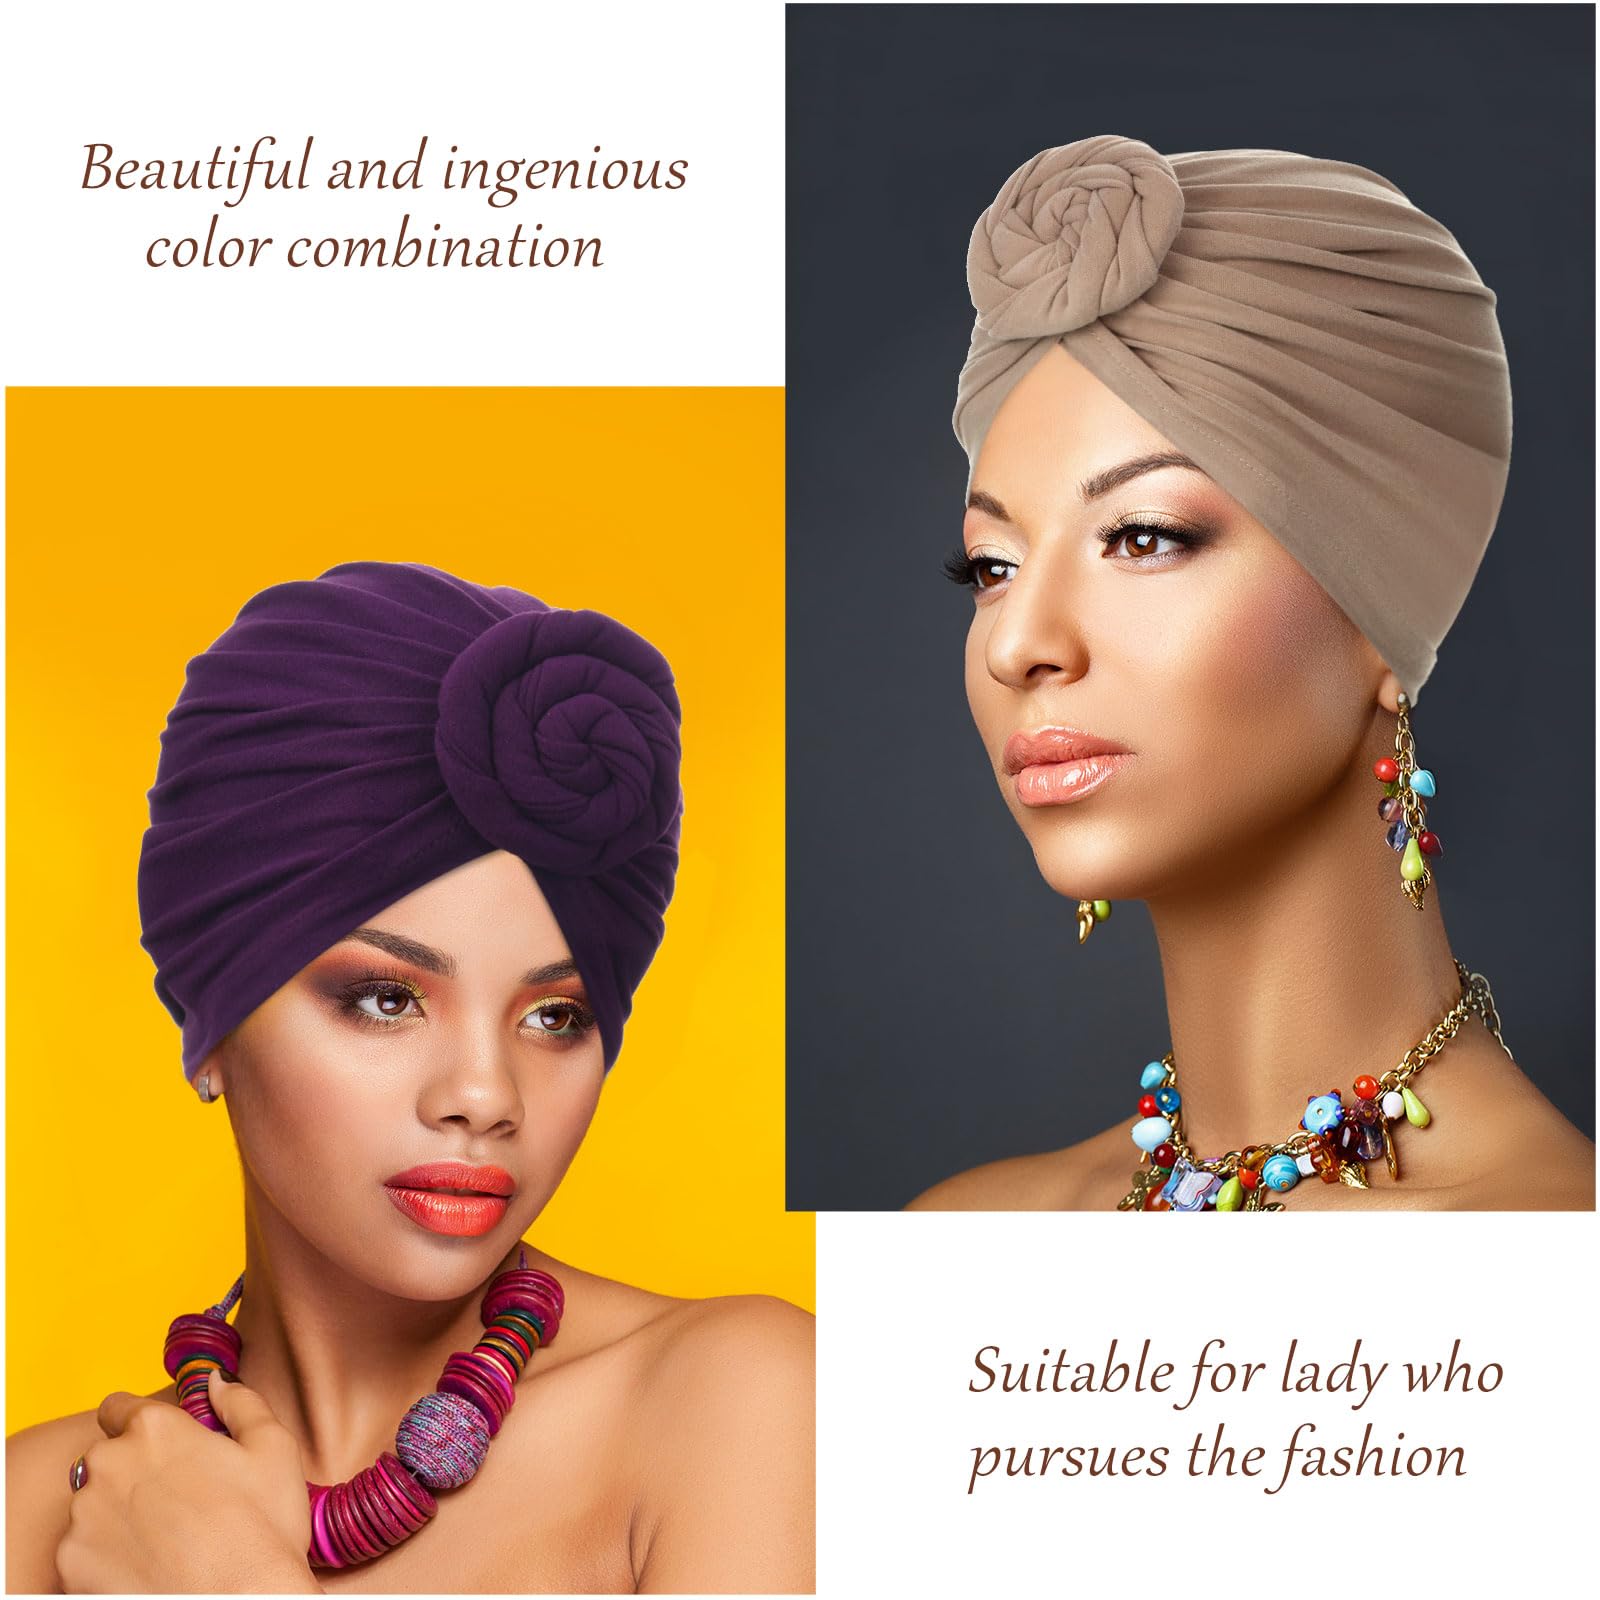 Beautiful and ingenious
color combination
Suitable for lady who
pursues the fashion